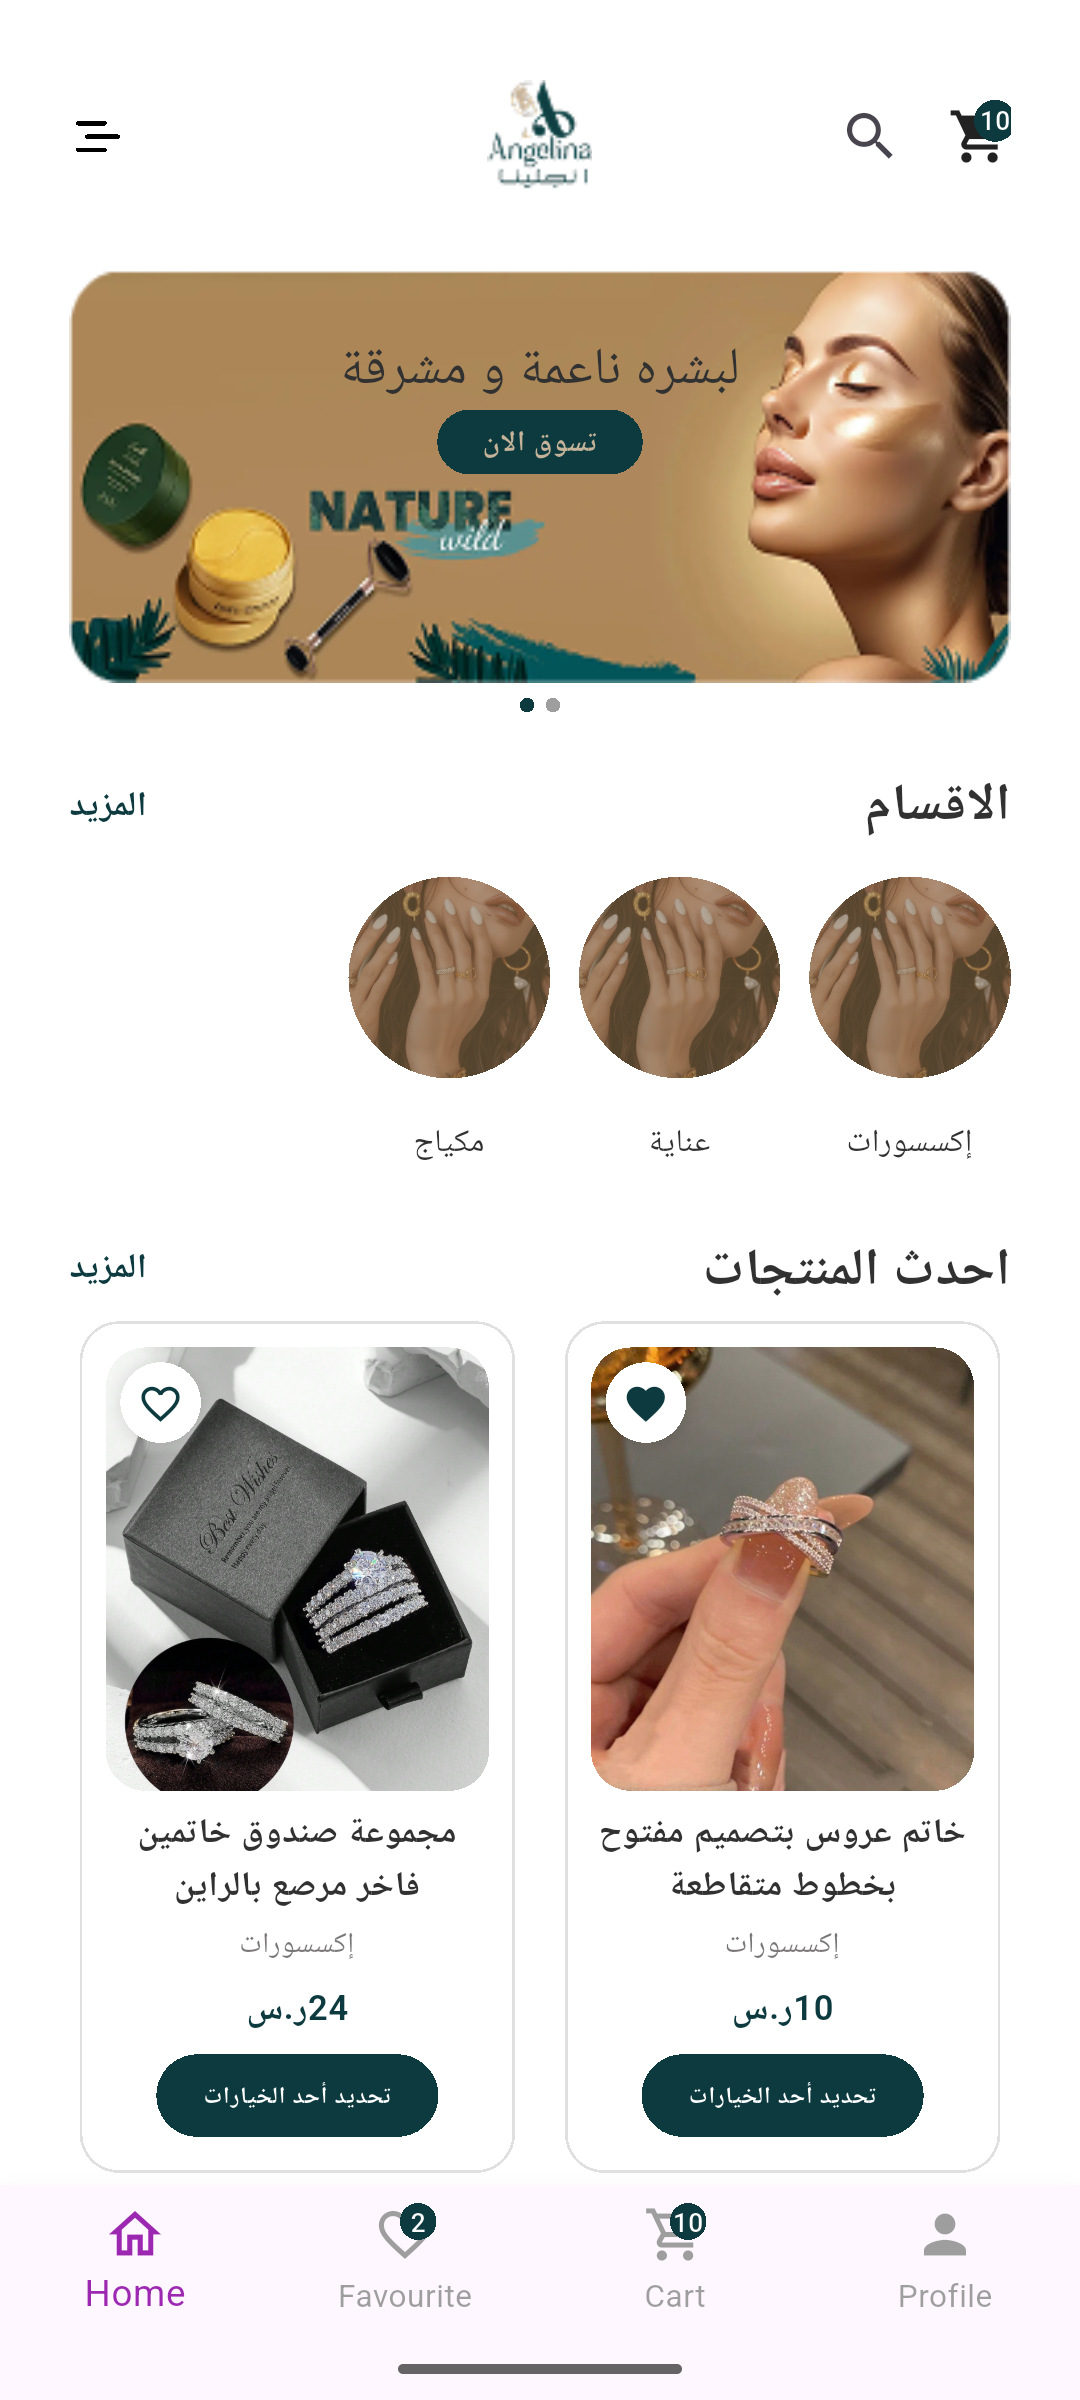 Angelina
انجلينا
10
لبشره ناعمة و مشرقة
تسوق الان
NATURE
wild
الاقسام
المزيد
إكسسورات
عناية
مكياج
احدث المنتجات
المزيد
Best Wishes
خاتم عروس بتصميم مفتوح
بخطوط متقاطعة
إكسسورات
10ر.س
تحديد أحد الخيارات
مجموعة صندوق خاتمين
فاخر مرصع بالراين
إكسسورات
24ر.س
تحديد أحد الخيارات
Home
2
Favourite
10
Cart
Profile